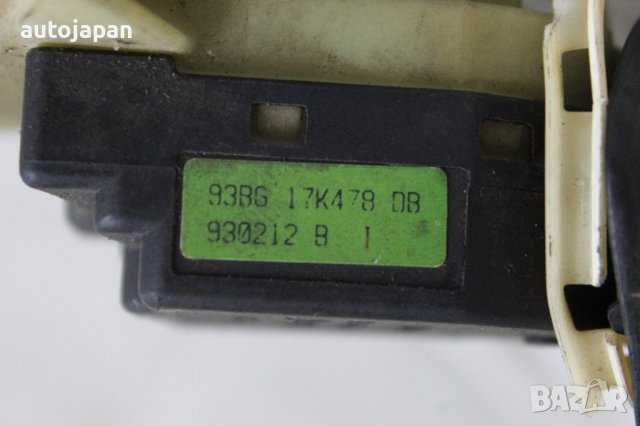 autojapan
93BG 17K478 DB
930212 B I
BAZAR